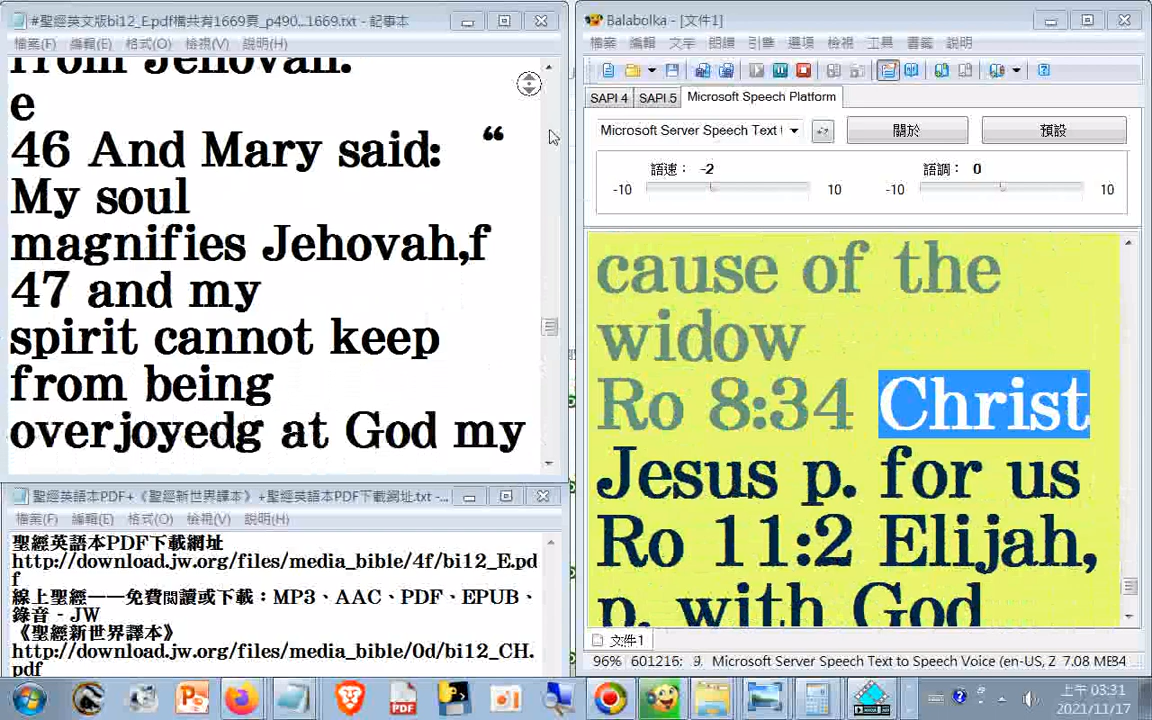 #聖經英文版bi12_E.pdf檔共有1669頁_p490...1669.txt - 記事本
檔案(F) 編輯(E) 格式(O) 檢視(V) 說明(H)
from Jehovah.
e
46 And Mary said: “
My soul
magnifies Jehovah,f
47 and my
spirit cannot keep
from being
overjoyedg at God my
聖經英語本PDF+《聖經新世界譯本》+聖經英語本PDF下載網址.txt -...
檔案(F) 編輯(E) 格式(O) 檢視(V) 說明(H)
聖經英語本PDF下載網址
http://download.jw.org/files/media_bible/4f/bi12_E.pd
f
線上聖經——免費閱讀或下載：MP3、AAC、PDF、EPUB、
錄音 - JW
《聖經新世界譯本》
http://download.jw.org/files/media_bible/0d/bi12_CH.
pdf
Balabolka - [文件1]
檔案 編輯 文字 朗讀 引擎 選項 檢視 工具 書籤 說明
SAPI 4 SAPI 5 Microsoft Speech Platform
Microsoft Server Speech Text 關於 預設
語速： -2 語調： 0
-10 10 -10 10
cause of the
widow
Ro 8:34 Christ
Jesus p. for us
Ro 11:2 Elijah,
p. with God
文件1
96% Microsoft Server Speech Text to Speech Voice (en-US, Z 7.08 MB
上午 03:31
2021/11/17